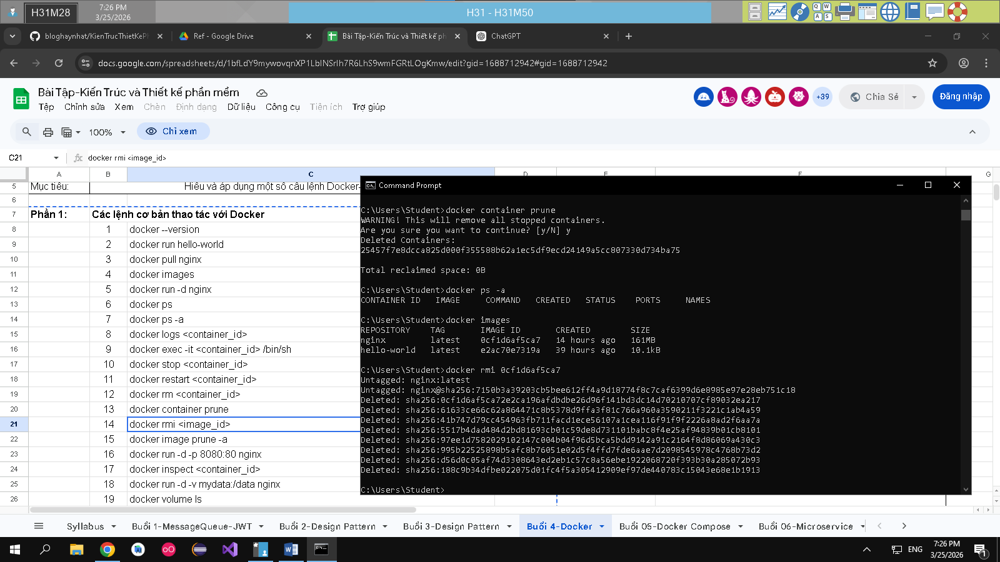 H31M28
7:26 PM
3/25/2026
H31 - H31M50
bloghaynhat/KienTrucThietKePh
Ref - Google Drive
Bài Tập-Kiến Trúc và Thiết kế ph
ChatGPT
docs.google.com/spreadsheets/d/1bfLdY9mywovqnXP1LbINSrIh7R6LhS9wmFGRtLOgKmw/edit?gid=1688712942#gid=1688712942
Bài Tập-Kiến Trúc và Thiết kế phần mềm
+39
Chia Sẻ
Đăng nhập
Tệp Chỉnh sửa Xem Chèn Định dạng Dữ liệu Công cụ Tiện ích Trợ giúp
100%
Chỉ xem
C21
docker rmi <image_id>
A B C D E F G
5 Mục tiêu: Hiểu và áp dụng một số câu lệnh Docker-
6
7 Phần 1: Các lệnh cơ bản thao tác với Docker
8 1 docker --version
9 2 docker run hello-world
10 3 docker pull nginx
11 4 docker images
12 5 docker run -d nginx
13 6 docker ps
14 7 docker ps -a
15 8 docker logs <container_id>
16 9 docker exec -it <container_id> /bin/sh
17 10 docker stop <container_id>
18 11 docker restart <container_id>
19 12 docker rm <container_id>
20 13 docker container prune
21 14 docker rmi <image_id>
22 15 docker image prune -a
23 16 docker run -d -p 8080:80 nginx
24 17 docker inspect <container_id>
25 18 docker run -d -v mydata:/data nginx
26 19 docker volume ls
Command Prompt
C:\Users\Student>docker container prune
WARNING! This will remove all stopped containers.
Are you sure you want to continue? [y/N] y
Deleted Containers:
25457f7e8dcca825d000f355588b62a1ec5df9ecd24149a5cc807330d734ba75
Total reclaimed space: 0B
C:\Users\Student>docker ps -a
CONTAINER ID IMAGE COMMAND CREATED STATUS PORTS NAMES
C:\Users\Student>docker images
REPOSITORY TAG IMAGE ID CREATED SIZE
nginx latest 0cf1d6af5ca7 14 hours ago 161MB
hello-world latest e2ac70e7319a 39 hours ago 10.1kB
C:\Users\Student>docker rmi 0cf1d6af5ca7
Untagged: nginx:latest
Untagged: nginx@sha256:7150b3a39203cb5bee612ff4a9d18774f8c7caf6399d6e8985e97e28eb751c18
Deleted: sha256:0cf1d6af5ca72e2ca196afdbdbe26d96f141bd3dc14d70210707cf89032ea217
Deleted: sha256:61633ce66c62a864471c8b5378d9ffa3f81c766a960a3590211f3221c1ab4a59
Deleted: sha256:41b747d79cc454963fb711facd1ece56107a1cea116f91f9f2226a8ad2f6aa7a
Deleted: sha256:5517b4dad484d2bd81693cb01c59de8d731101babc8f4e25af94839b01cb8101
Deleted: sha256:97ee1d7582029102147c004b04f96d5bca5bdd9142a91c2164f8d86069a430c3
Deleted: sha256:995b22525898b5afc8b76051e02d5f4ffd7fde6aae7d2098545978c4768b73d2
Deleted: sha256:d56d0c05af74d3308643ed2eb1c57c8a56ebe1922068720f393b30a285072b93
Deleted: sha256:188c9b34dfbe022075d01fc4f5a305412909ef97de440783c15043e68e1b1913
C:\Users\Student>
Syllabus Buổi 1-MessageQueue-JWT Buổi 2-Design Pattern Buổi 3-Design Pattern Buổi 4-Docker Buổi 05-Docker Compose Buổi 06-Microservice
ENG
7:26 PM
3/25/2026
1